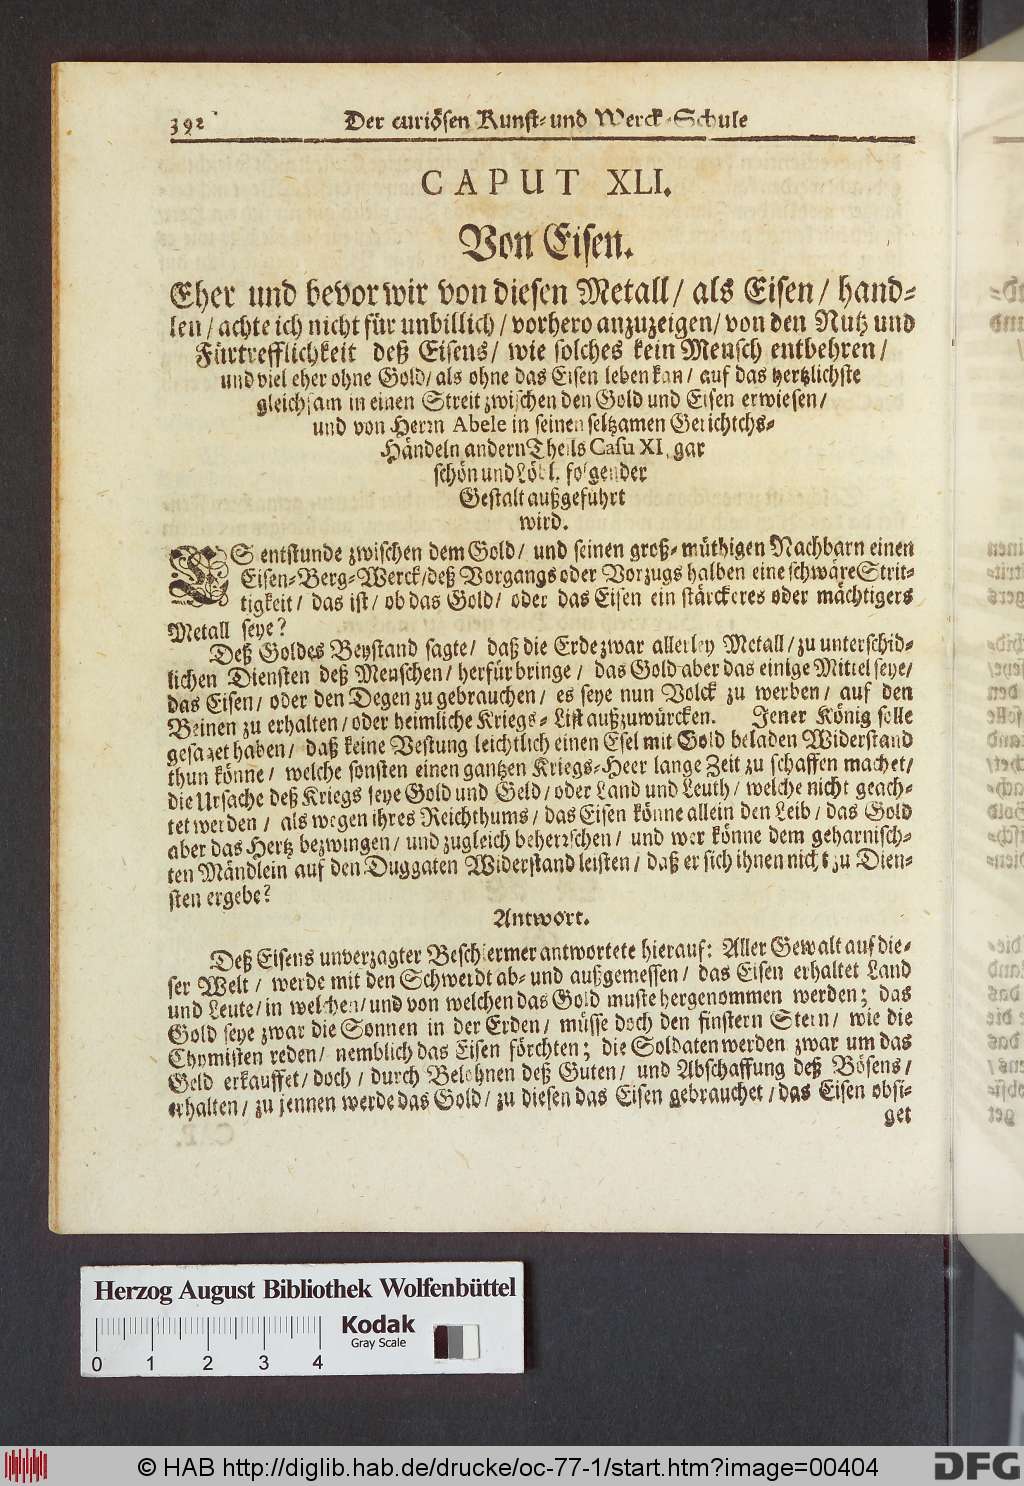 392 Der curiösen Kunst- und Werck-Schule
CAPUT XLI.
Von Eisen.
Eher und bevor wir von diesen Metall / als Eisen / hand-
len / achte ich nicht für unbillich / vorhero anzuzeigen / von den Nutz und
Fürtrefflichkeit deß Eisens / wie solches kein Mensch entbehren /
und viel eher ohne Gold / als ohne das Eisen leben kan / auf das hertzlichste
gleichsam in einen Streit zwischen den Gold und Eisen erwiesen /
und von Herrn Abele in seinen seltzamen Gerichtchs-
Händeln andern Theils Casu XI. gar
schön und Löbl. folgender
Gestalt außgeführt
wird.
ES entstunde zwischen dem Gold / und seinen groß-müthigen Nachbarn einen
Eisen-Berg-Werck / deß Vorgangs oder Vorzugs halben eine schwäre Strit-
tigkeit / das ist / ob das Gold / oder das Eisen ein stärckeres oder mächtigers
Metall seye?
Deß Goldes Beystand sagte / daß die Erde zwar allerley Metall / zu unterschid-
lichen Diensten deß Menschen / herfür bringe / das Gold aber das einige Mittel seye /
das Eisen / oder den Degen zu gebrauchen / es seye nun Volck zu werben / auf den
Beinen zu erhalten / oder heimliche Kriegs-List außzuwürcken. Jener König solle
gesaget haben / daß keine Vestung leichtlich einen Esel mit Gold beladen Widerstand
thun könne / welche sonsten einen gantzen Kriegs-Heer lange Zeit zu schaffen machet /
die Ursache deß Kriegs seye Gold und Geld / oder Land und Leuth / welche nicht geach-
tet werden / als wegen ihres Reichthums / das Eisen könne allein den Leib / das Gold
aber das Hertz bezwingen / und zugleich beherzschen / und wer könne dem geharnisch-
ten Mändlein auf den Duggaten Widerstand leisten / daß er sich ihnen nicht zu Dien-
sten ergebe?
Antwort.
Deß Eisens unverzagter Beschiermer antwortete hierauf: Aller Gewalt auf die-
ser Welt / werde mit den Schwerdt ab- und außgemessen / das Eisen erhaltet Land
und Leute / in welchen / und von welchen das Gold muste hergenommen werden; das
Gold seye zwar die Sonnen in der Erden / müsse doch den finstern Stern / wie die
Chymisten reden / nemblich das Eisen förchten; die Soldaten werden zwar um das
Geld erkauffet / doch / durch Belohnen deß Guten / und Abschaffung deß Bösens /
erhalten / zu jennen werde das Gold / zu diesen das Eisen gebrauchet / das Eisen obsi-
get
Herzog August Bibliothek Wolfenbüttel
Kodak
Gray Scale
0 1 2 3 4
© HAB http://diglib.hab.de/drucke/oc-77-1/start.htm?image=00404
DFG